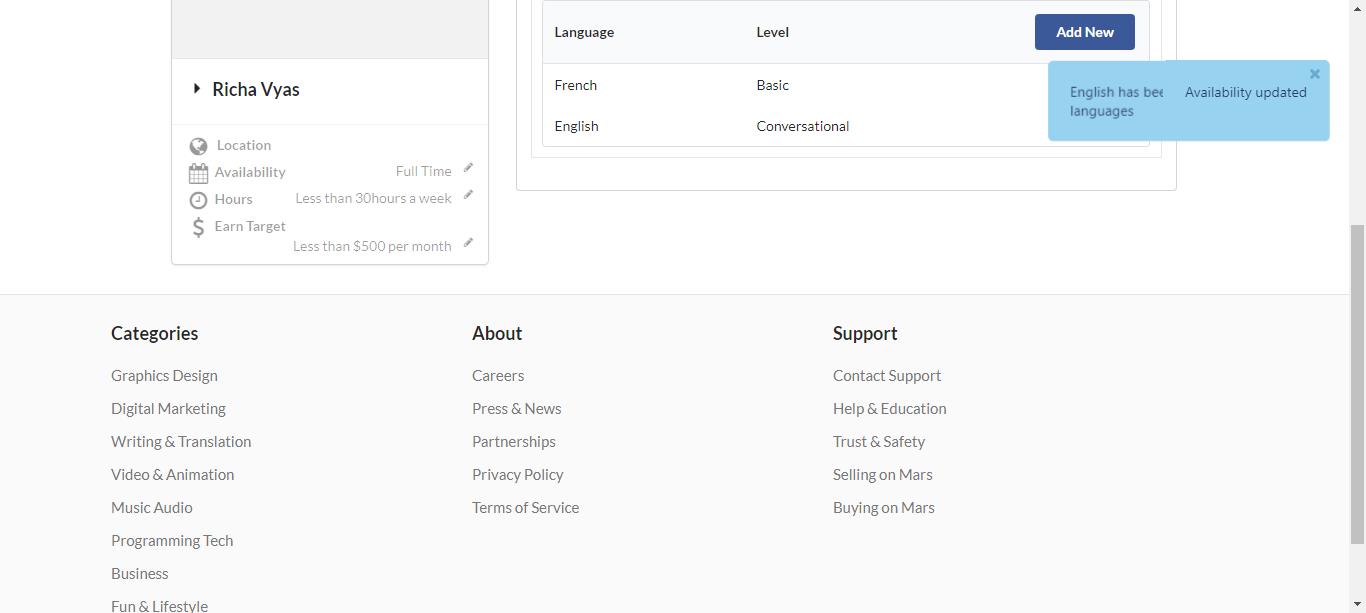 Language Level Add New
French Basic
English Conversational
English has bee
languages
Availability updated
Richa Vyas
Location
Availability Full Time
Hours Less than 30hours a week
Earn Target
Less than $500 per month
Categories
Graphics Design
Digital Marketing
Writing & Translation
Video & Animation
Music Audio
Programming Tech
Business
Fun & Lifestyle
About
Careers
Press & News
Partnerships
Privacy Policy
Terms of Service
Support
Contact Support
Help & Education
Trust & Safety
Selling on Mars
Buying on Mars